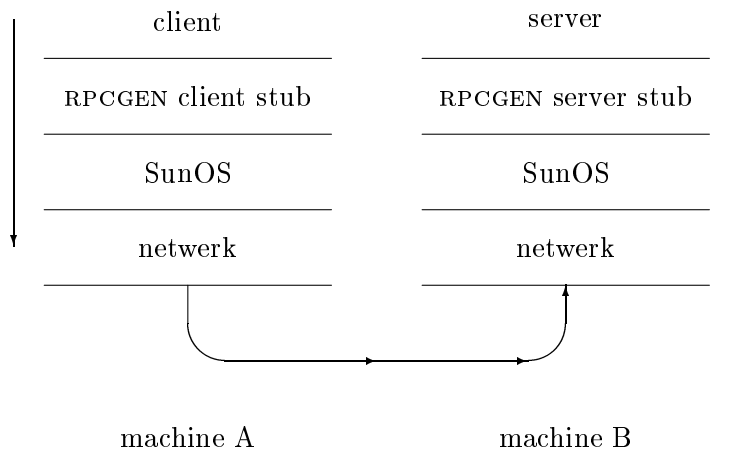 client server
RPCGEN client stub RPCGEN server stub
SunOS SunOS
netwerk netwerk
machine A machine B